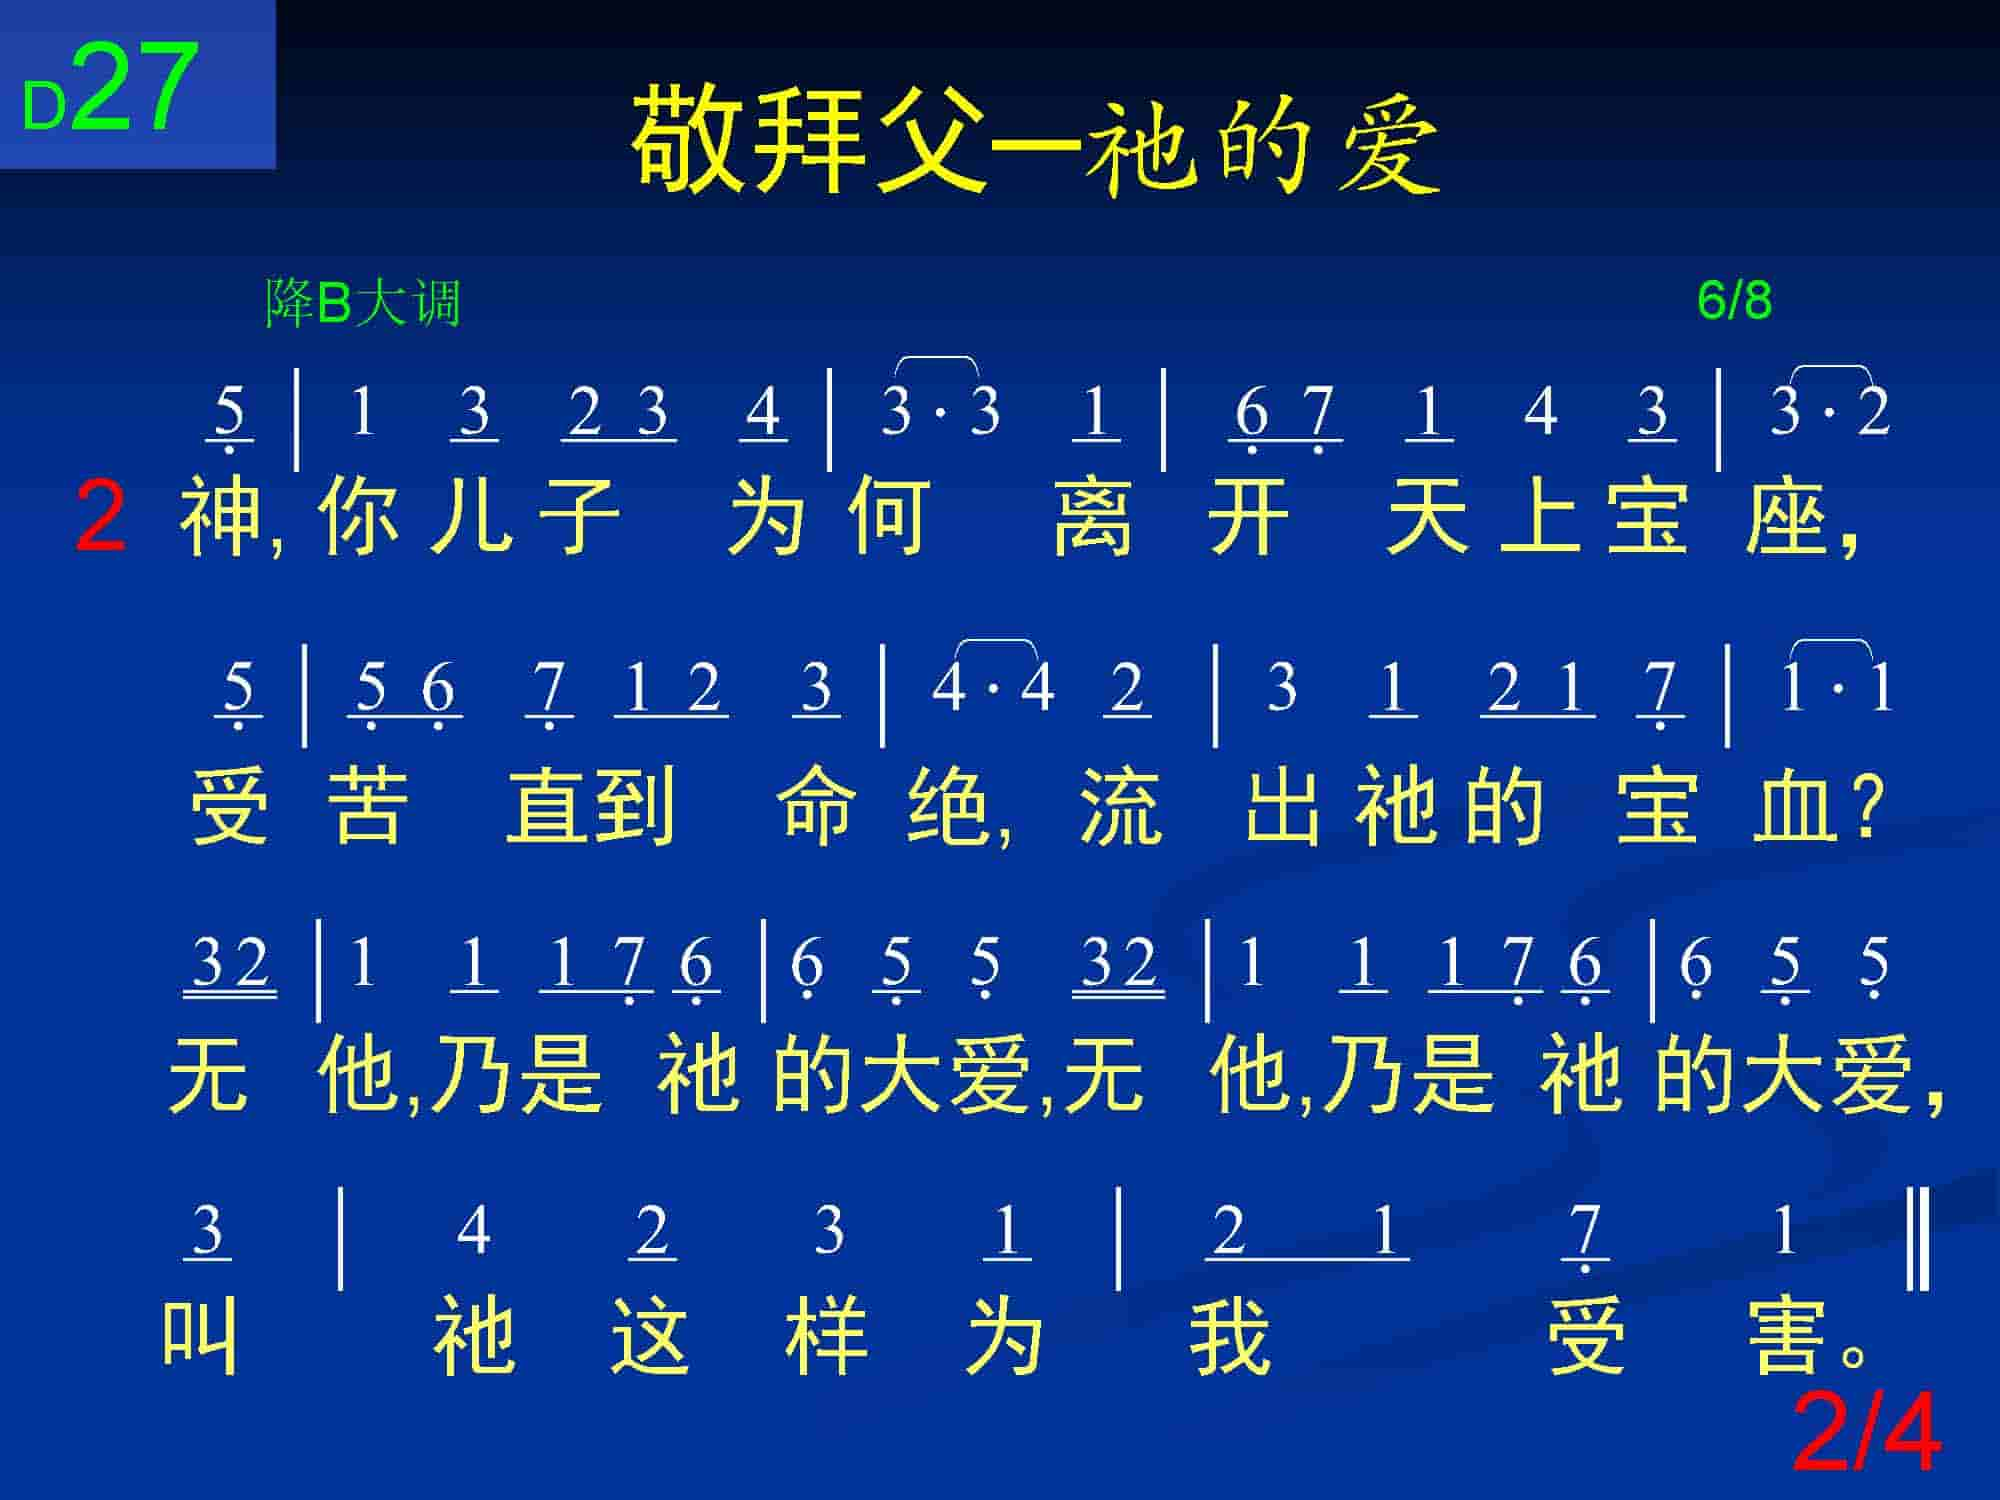 D27
敬拜父—祂的爱
降B大调 6/8
5 | 1 3 2 3 4 | 3 · 3 1 | 6 7 1 4 3 | 3 · 2
2 神, 你 儿 子 为 何 离 开 天 上 宝 座,
5 | 5 6 7 1 2 3 | 4 · 4 2 | 3 1 2 1 7 | 1 · 1
受 苦 直 到 命 绝, 流 出 祂 的 宝 血?
3 2 | 1 1 1 7 6 | 6 5 5 3 2 | 1 1 1 7 6 | 6 5 5
无 他, 乃 是 祂 的 大 爱, 无 他, 乃 是 祂 的 大 爱,
3 | 4 2 3 1 | 2 1 7 1 ‖
叫 祂 这 样 为 我 受 害。
2/4